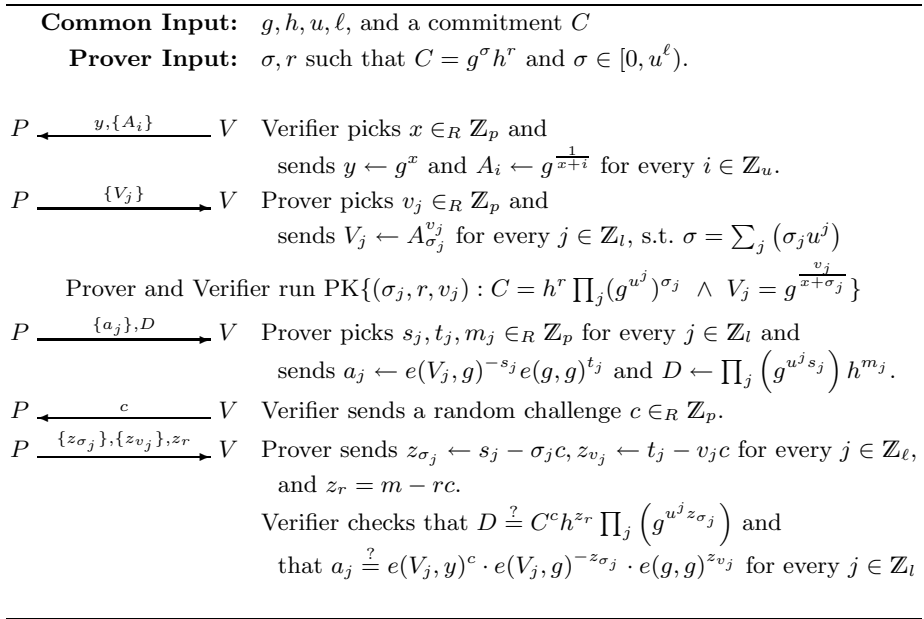 Common Input: g, h, u, ℓ, and a commitment C
Prover Input: σ, r such that C = g^σ h^r and σ ∈ [0, u^ℓ).
P ←(y,{A_i})— V Verifier picks x ∈_R ℤ_p and
sends y ← g^x and A_i ← g^{\frac{1}{x+i}} for every i ∈ ℤ_u.
P —({V_j})→ V Prover picks v_j ∈_R ℤ_p and
sends V_j ← A_{σ_j}^{v_j} for every j ∈ ℤ_l, s.t. σ = ∑_j (σ_j u^j)
Prover and Verifier run PK{(σ_j, r, v_j) : C = h^r ∏_j (g^{u^j})^{σ_j} ∧ V_j = g^{\frac{v_j}{x+σ_j}}}
P —({a_j},D)→ V Prover picks s_j, t_j, m_j ∈_R ℤ_p for every j ∈ ℤ_l and
sends a_j ← e(V_j, g)^{−s_j} e(g, g)^{t_j} and D ← ∏_j (g^{u^j s_j}) h^{m_j}.
P ←(c)— V Verifier sends a random challenge c ∈_R ℤ_p.
P —({z_{σ_j}},{z_{v_j}},z_r)→ V Prover sends z_{σ_j} ← s_j − σ_j c, z_{v_j} ← t_j − v_j c for every j ∈ ℤ_ℓ,
and z_r = m − rc.
Verifier checks that D ≟ C^c h^{z_r} ∏_j (g^{u^j z_{σ_j}}) and
that a_j ≟ e(V_j, y)^c · e(V_j, g)^{−z_{σ_j}} · e(g, g)^{z_{v_j}} for every j ∈ ℤ_l